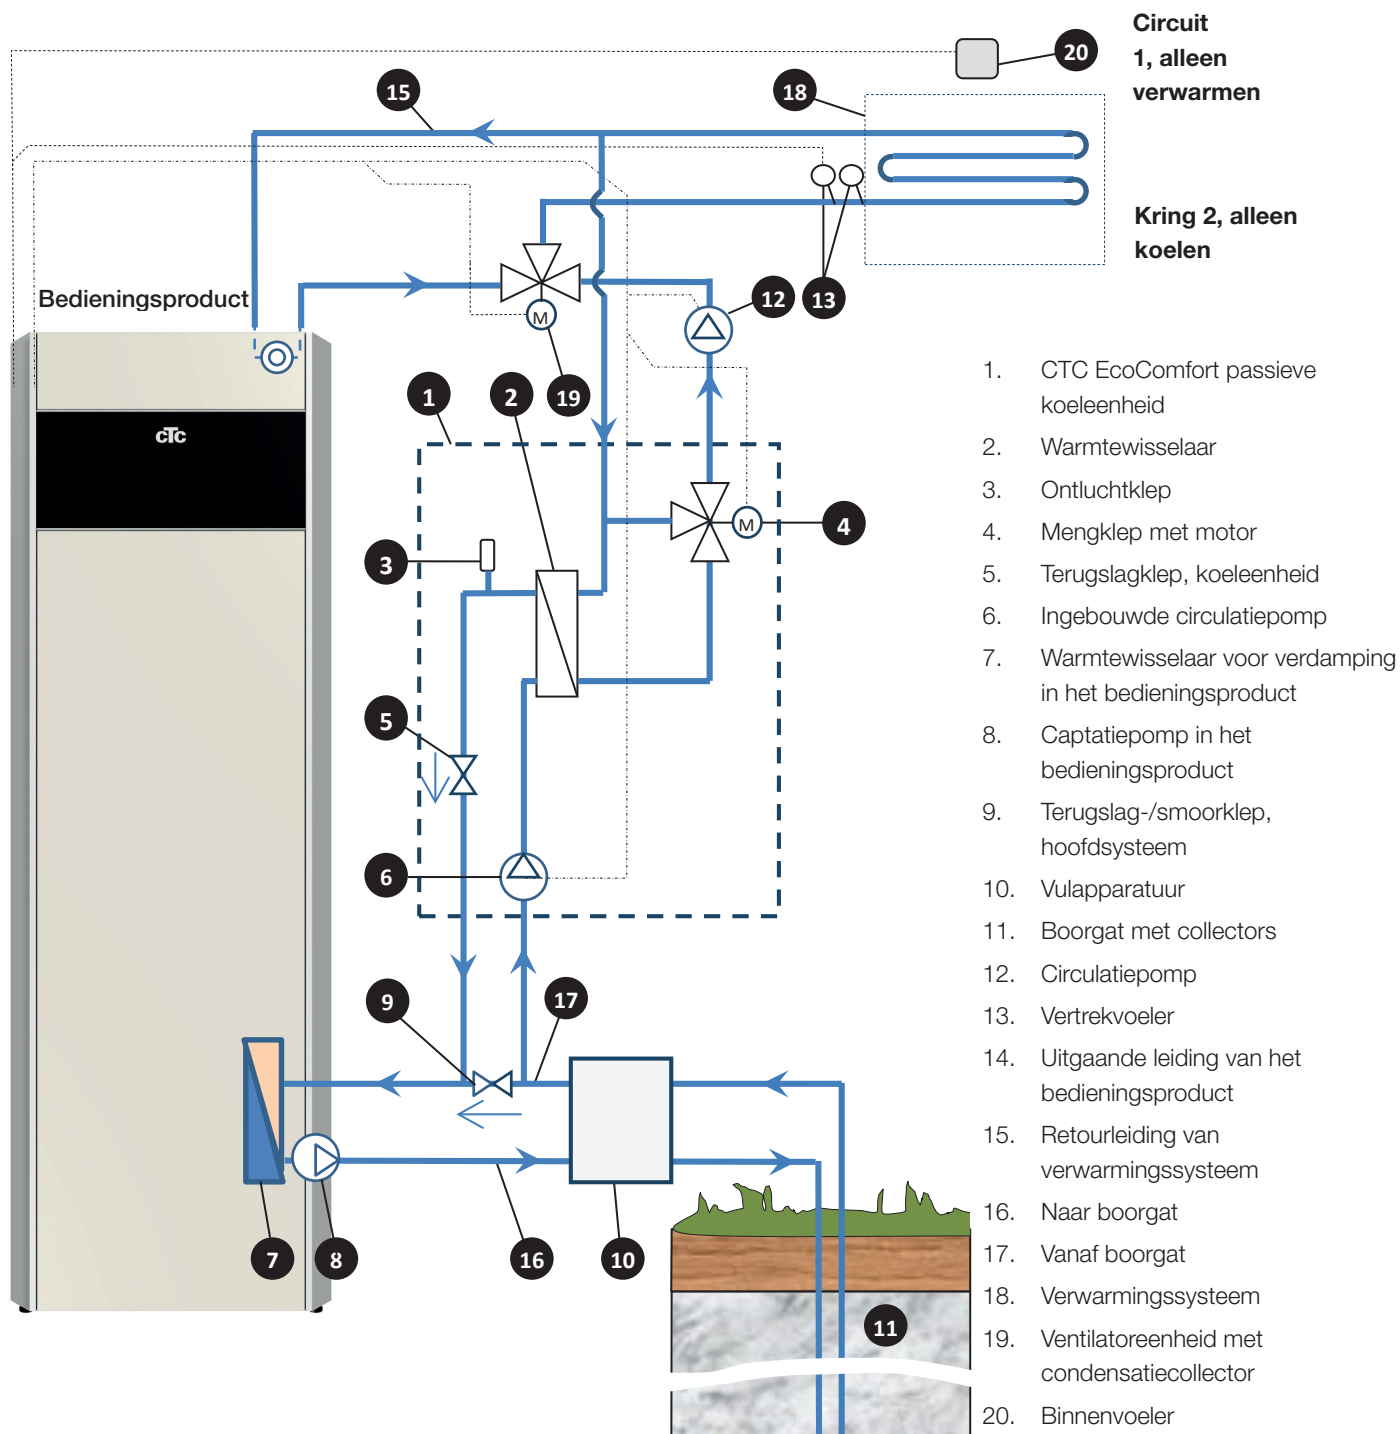 Circuit
1, alleen
verwarmen
20
15
18
Kring 2, alleen
koelen
Bedieningsproduct
12
13
M
19
1
2
cTc
M
4
3
5
6
9
17
7
8
16
10
11
1. CTC EcoComfort passieve
koeleenheid
2. Warmtewisselaar
3. Ontluchtklep
4. Mengklep met motor
5. Terugslagklep, koeleenheid
6. Ingebouwde circulatiepomp
7. Warmtewisselaar voor verdamping
in het bedieningsproduct
8. Captatiepomp in het
bedieningsproduct
9. Terugslag-/smoorklep,
hoofdsysteem
10. Vulapparatuur
11. Boorgat met collectors
12. Circulatiepomp
13. Vertrekvoeler
14. Uitgaande leiding van het
bedieningsproduct
15. Retourleiding van
verwarmingssysteem
16. Naar boorgat
17. Vanaf boorgat
18. Verwarmingssysteem
19. Ventilatoreenheid met
condensatiecollector
20. Binnenvoeler